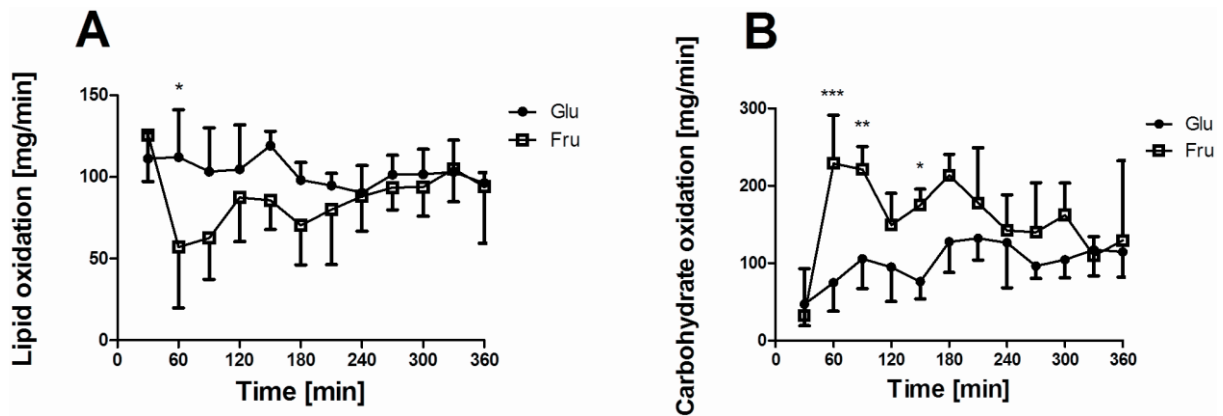 A
Lipid oxidation [mg/min]
*
150
100
50
0
0 60 120 180 240 300 360
Time [min]
Glu
Fru
B
Carbohydrate oxidation [mg/min]
***
**
*
300
200
100
0
0 60 120 180 240 300 360
Time [min]
Glu
Fru